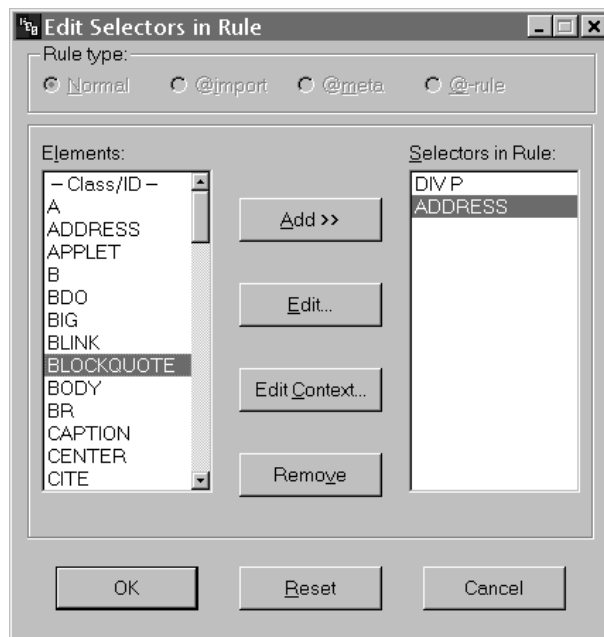 Edit Selectors in Rule
Rule type:
Normal @import @meta @-rule
Elements:
Selectors in Rule:
– Class/ID –
A
ADDRESS
APPLET
B
BDO
BIG
BLINK
BLOCKQUOTE
BODY
BR
CAPTION
CENTER
CITE
Add >>
Edit...
Edit Context...
Remove
DIV P
ADDRESS
OK Reset Cancel